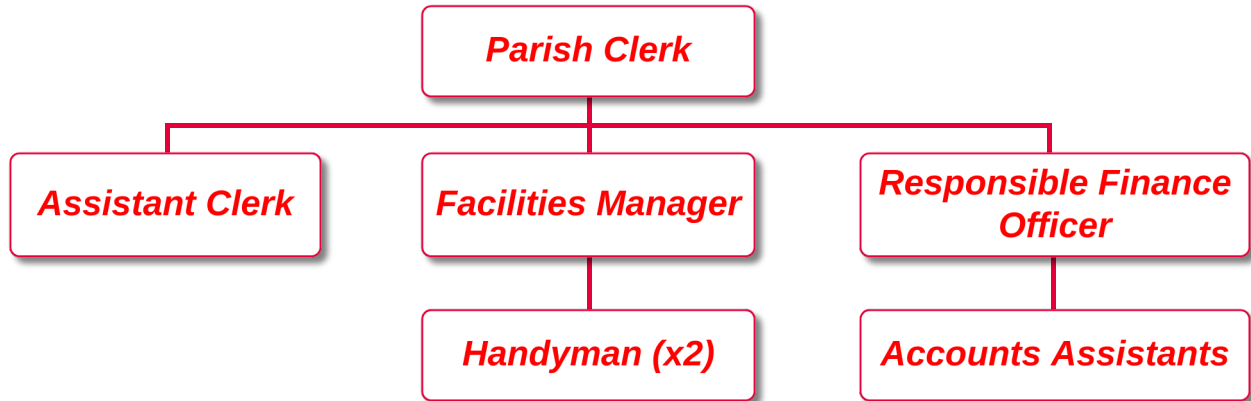 Parish Clerk
Assistant Clerk
Facilities Manager
Responsible Finance
Officer
Handyman (x2)
Accounts Assistants